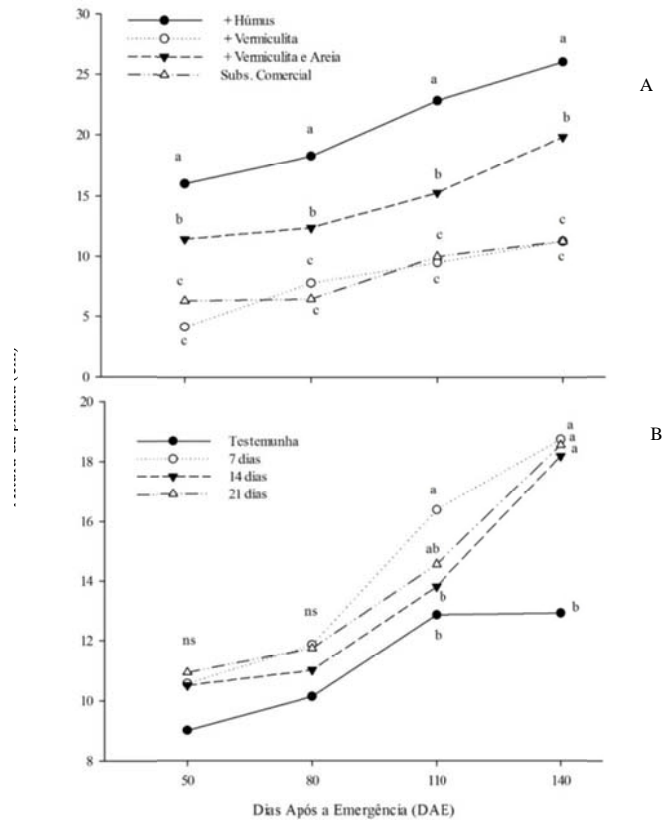 30
25
20
15
10
5
0
+ Húmus
+ Vermiculita
+ Vermiculita e Areia
Subs. Comercial
a
a
a
a
b
b
b
b
c
c
c
c
c
c
c
c
A
20
18
16
14
12
10
8
Testemunha
7 dias
14 dias
21 dias
ns
ns
a
ab
b
b
a
a
a
b
B
50
80
110
140
Dias Após a Emergência (DAE)